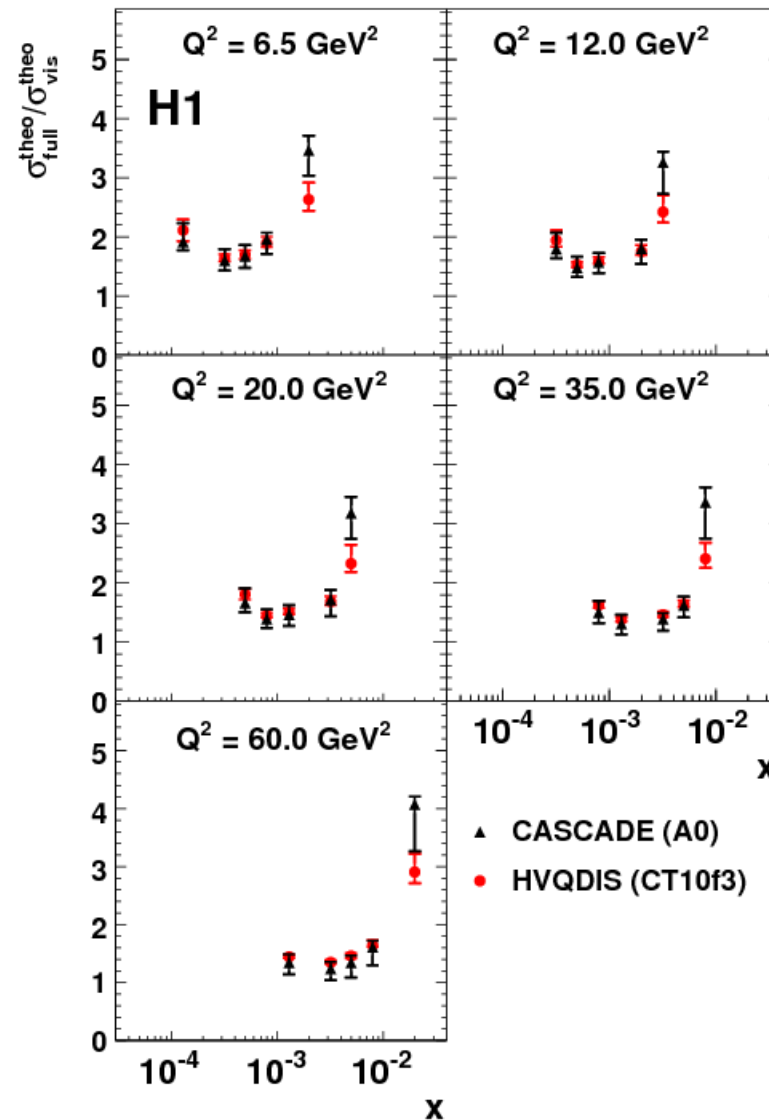 σ_full^theo/σ_vis^theo
Q² = 6.5 GeV²
Q² = 12.0 GeV²
H1
5
4
3
2
1
0
Q² = 20.0 GeV²
Q² = 35.0 GeV²
5
4
3
2
1
0
10⁻⁴ 10⁻³ 10⁻²
x
Q² = 60.0 GeV²
5
4
3
2
1
0
CASCADE (A0)
HVQDIS (CT10f3)
10⁻⁴ 10⁻³ 10⁻²
x